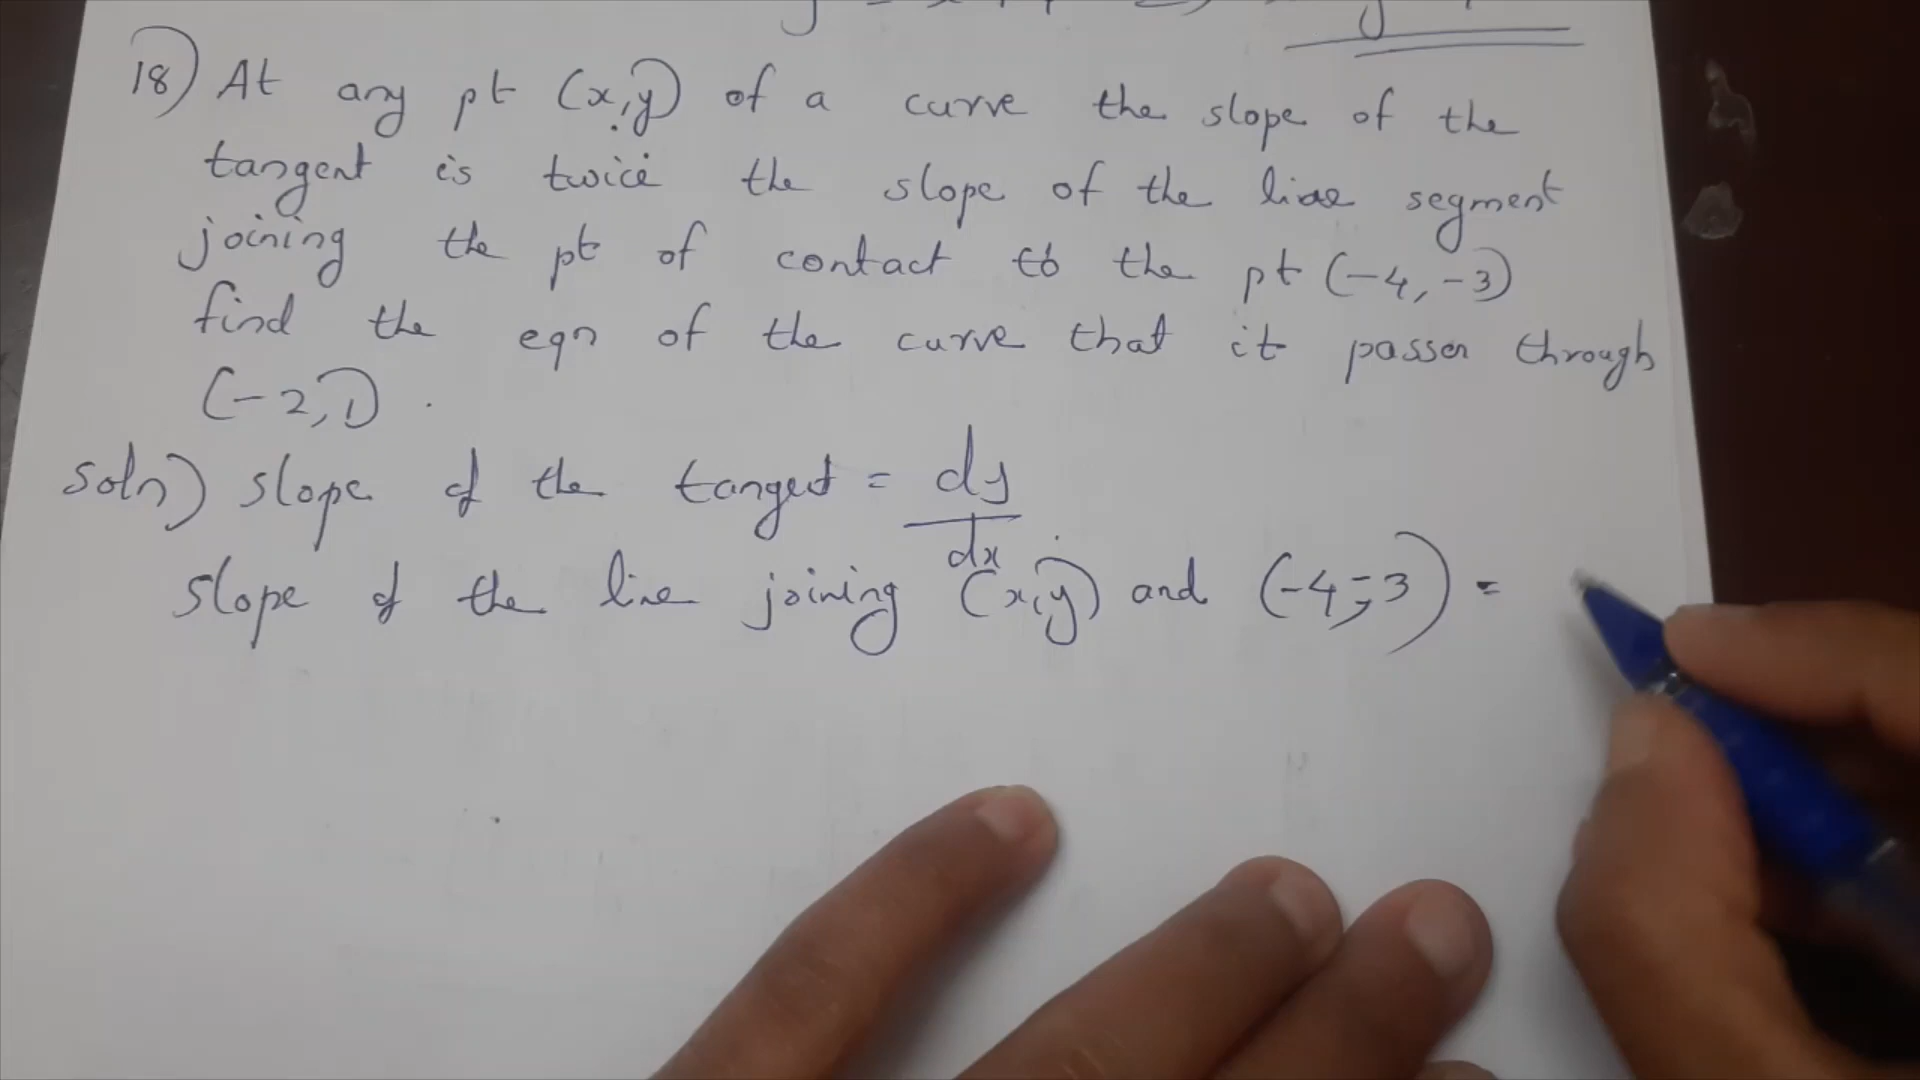 18) At any pt (x,y) of a curve the slope of the
tangent is twice the slope of the line segment
joining the pt of contact to the pt (-4, -3)
find the eqn of the curve that it passes through
(-2,1) .
soln) slope of the tanget = dy/dx
slope of the line joining (x,y) and (-4,-3) =